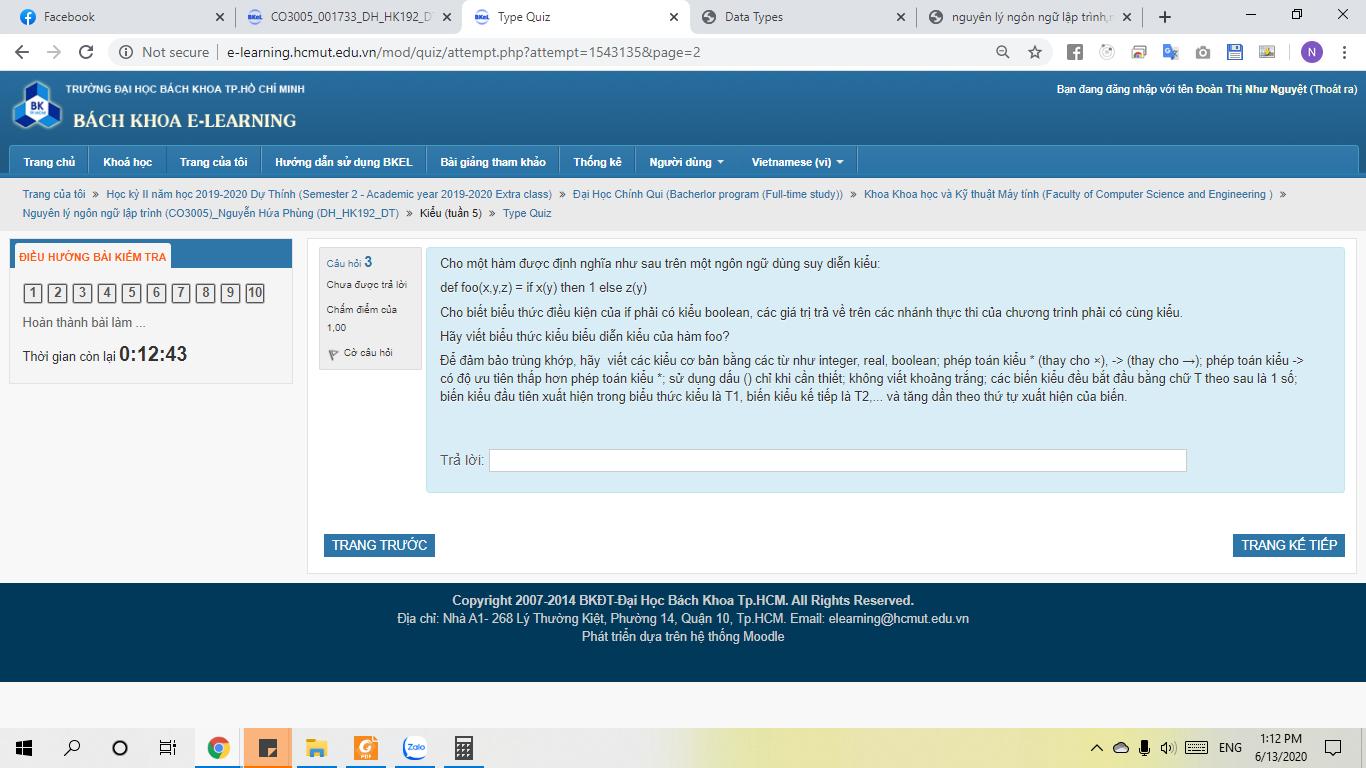 Facebook
CO3005_001733_DH_HK192_DT
Type Quiz
Data Types
nguyên lý ngôn ngữ lập trình,n
Not secure | e-learning.hcmut.edu.vn/mod/quiz/attempt.php?attempt=1543135&page=2
N
TRƯỜNG ĐẠI HỌC BÁCH KHOA TP.HỒ CHÍ MINH
BÁCH KHOA E-LEARNING
BK
TP.HCM
Bạn đang đăng nhập với tên Đoàn Thị Như Nguyệt (Thoát ra)
Trang chủ Khoá học Trang của tôi Hướng dẫn sử dụng BKEL Bài giảng tham khảo Thống kê Người dùng Vietnamese (vi)
Trang của tôi » Học kỳ II năm học 2019-2020 Dự Thính (Semester 2 - Academic year 2019-2020 Extra class) » Đại Học Chính Qui (Bacherlor program (Full-time study)) » Khoa Khoa học và Kỹ thuật Máy tính (Faculty of Computer Science and Engineering ) »
Nguyên lý ngôn ngữ lập trình (CO3005)_Nguyễn Hứa Phùng (DH_HK192_DT) » Kiểu (tuần 5) » Type Quiz
ĐIỀU HƯỚNG BÀI KIỂM TRA
1 2 3 4 5 6 7 8 9 10
Hoàn thành bài làm ...
Thời gian còn lại 0:12:43
Câu hỏi 3
Chưa được trả lời
Chấm điểm của
1,00
Cờ câu hỏi
Cho một hàm được định nghĩa như sau trên một ngôn ngữ dùng suy diễn kiểu:
def foo(x,y,z) = if x(y) then 1 else z(y)
Cho biết biểu thức điều kiện của if phải có kiểu boolean, các giá trị trả về trên các nhánh thực thi của chương trình phải có cùng kiểu.
Hãy viết biểu thức kiểu biểu diễn kiểu của hàm foo?
Để đảm bảo trùng khớp, hãy viết các kiểu cơ bản bằng các từ như integer, real, boolean; phép toán kiểu * (thay cho ×), -> (thay cho →); phép toán kiểu ->
có độ ưu tiên thấp hơn phép toán kiểu *; sử dụng dấu () chỉ khi cần thiết; không viết khoảng trắng; các biến kiểu đều bắt đầu bằng chữ T theo sau là 1 số;
biến kiểu đầu tiên xuất hiện trong biểu thức kiểu là T1, biến kiểu kế tiếp là T2,... và tăng dần theo thứ tự xuất hiện của biến.
Trả lời:
TRANG TRƯỚC
TRANG KẾ TIẾP
Copyright 2007-2014 BKĐT-Đại Học Bách Khoa Tp.HCM. All Rights Reserved.
Địa chỉ: Nhà A1- 268 Lý Thường Kiệt, Phường 14, Quận 10, Tp.HCM. Email: elearning@hcmut.edu.vn
Phát triển dựa trên hệ thống Moodle
PDF
Zalo
ENG
1:12 PM
6/13/2020